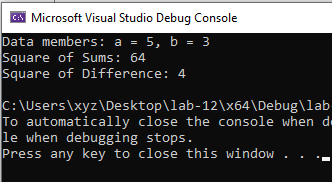 Microsoft Visual Studio Debug Console
Data members: a = 5, b = 3
Square of Sums: 64
Square of Difference: 4
C:\Users\xyz\Desktop\lab-12\x64\Debug\lab
To automatically close the console when de
le when debugging stops.
Press any key to close this window . . .